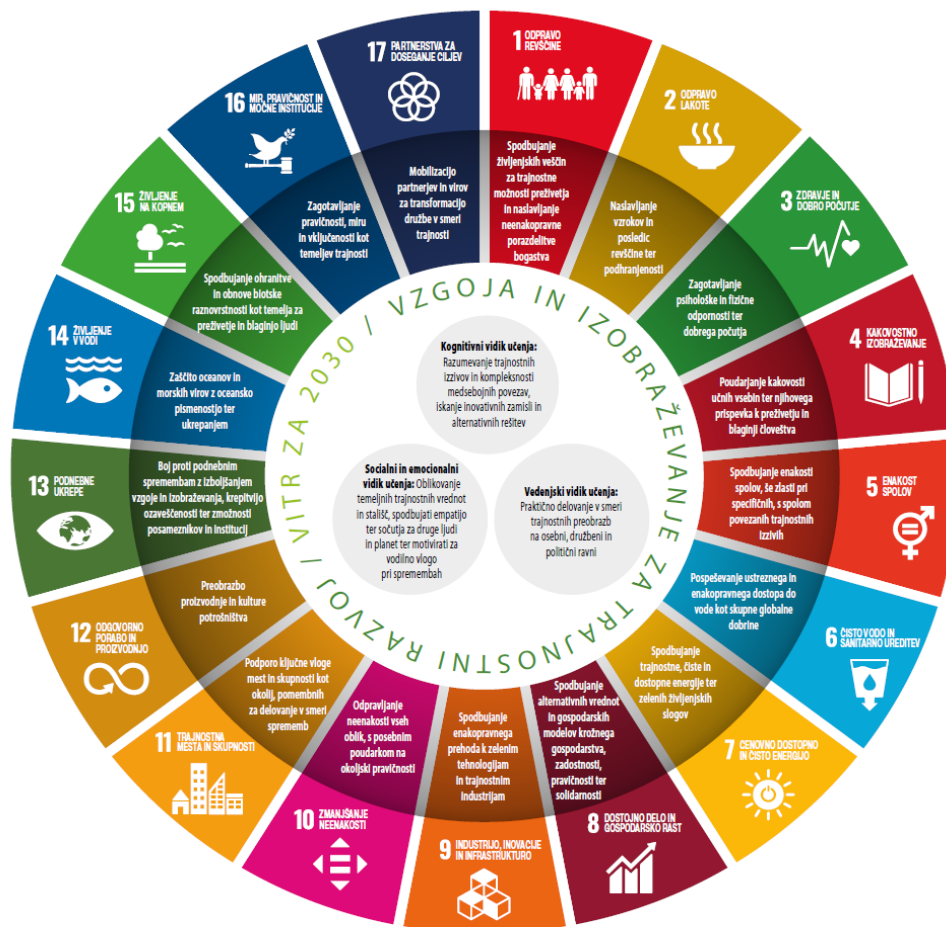 1 ODPRAVO
REVŠČINE
Spodbujanje
življenjskih veščin
za trajnostne
možnosti preživetja
in naslavljanje
neenakopravne
porazdelitve
bogastva
2 ODPRAVO
LAKOTE
Naslavljanje
vzrokov in
posledic
revščine ter
podhranjenosti
3 ZDRAVJE IN
DOBRO POČUTJE
Zagotavljanje
psihološke in fizične
odpornosti ter
dobrega počutja
4 KAKOVOSTNO
IZOBRAŽEVANJE
Poudarjanje kakovosti
učnih vsebin ter njihovega
prispevka k preživetju in
blaginji človeštva
5 ENAKOST
SPOLOV
Spodbujanje enakosti
spolov, še zlasti pri
specifičnih, s spolom
povezanih trajnostnih
izzivih
6 ČISTO VODO IN
SANITARNO UREDITEV
Pospeševanje ustreznega in
enakopravnega dostopa do
vode kot skupne globalne
dobrine
7 CENOVNO DOSTOPNO
IN ČISTO ENERGIJO
Spodbujanje
trajnostne, čiste in
dostopne energije ter
zelenih življenjskih
slogov
8 DOSTOJNO DELO IN
GOSPODARSKO RAST
Spodbujanje
alternativnih vrednot
in gospodarskih
modelov krožnega
gospodarstva,
zadostnosti,
pravičnosti ter
solidarnosti
9 INDUSTRIJO, INOVACIJE
IN INFRASTRUKTURO
Spodbujanje
enakopravnega
prehoda k zelenim
tehnologijam
in trajnostnim
industrijam
10 ZMANJŠANJE
NEENAKOSTI
Odpravljanje
neenakosti vseh
oblik, s posebnim
poudarkom na
okoljski pravičnosti
11 TRAJNOSTNA
MESTA IN SKUPNOSTI
Podporo ključne vloge
mest in skupnosti kot
okolij, pomembnih
za delovanje v smeri
sprememb
12 ODGOVORNO
PORABO IN
PROIZVODNJO
Preobrazbo
proizvodnje in kulture
potrošništva
13 PODNEBNE
UKREPE
Boj proti podnebnim
spremembam z izboljšanjem
vzgoje in izobraževanja, krepitvijo
ozaveščenosti ter zmožnosti
posameznikov in institucij
14 ŽIVLJENJE
V VODI
Zaščito oceanov in
morskih virov z oceansko
pismenostjo ter
ukrepanjem
15 ŽIVLJENJE
NA KOPNEM
Spodbujanje ohranitve
in obnove biotske
raznovrstnosti kot temelja za
preživetje in blaginjo ljudi
16 MIR, PRAVIČNOST IN
MOČNE INSTITUCIJE
Zagotavljanje
pravičnosti, miru
in vključenosti kot
temeljev trajnosti
17 PARTNERSTVA ZA
DOSEGANJE CILJEV
Mobilizacijo
partnerjev in virov
za transformacijo
družbe v smeri
trajnosti
VITR ZA 2030 / VZGOJA IN IZOBRAŽEVANJE ZA TRAJNOSTNI RAZVOJ /
Kognitivni vidik učenja:
Razumevanje trajnostnih
izzivov in kompleksnosti
medsebojnih povezav,
iskanje inovativnih zamisli in
alternativnih rešitev
Socialni in emocionalni
vidik učenja: Oblikovanje
temeljnih trajnostnih vrednot
in stališč, spodbujati empatijo
ter sočutja za druge ljudi
in planet ter motivirati za
vodilno vlogo
pri spremembah
Vedenjski vidik učenja:
Praktično delovanje v smeri
trajnostnih preobrazb
na osebni, družbeni in
politični ravni